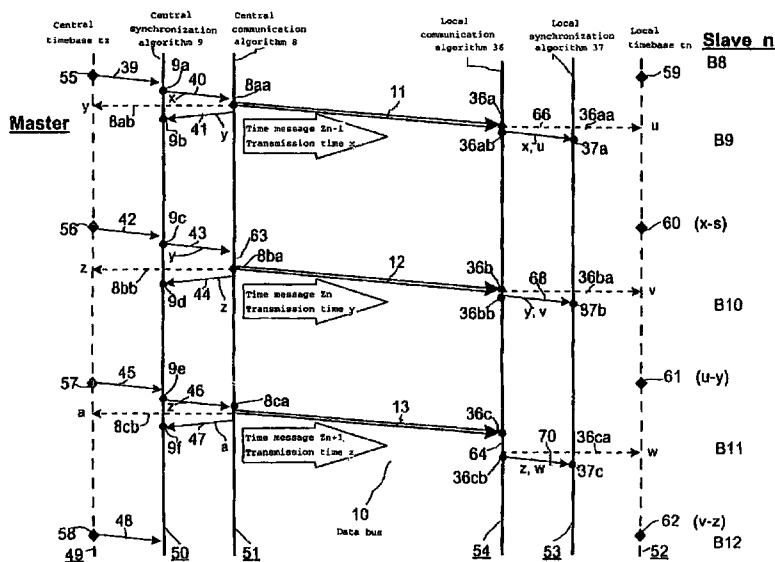 Central
timebase tz
Central
synchronization
algorithm 9
Central
communication
algorithm 8
Local
communication
algorithm 36
Local
synchronization
algorithm 37
Local
timebase tn
Slave n
Master
55
39
9a
40
x
8aa
11
36a
66
36aa
59
B8
y
8ab
9b
41
y
Time message Zn-1
Transmission time x
36ab
x, u
37a
u
B9
56
42
9c
43
y
63
8ba
12
36b
68
36ba
60
(x-s)
z
8bb
9d
44
z
Time message Zn
Transmission time y
36bb
y, v
37b
v
B10
57
45
9e
46
z
8ca
13
36c
64
70
36ca
61
(u-y)
a
8cb
9f
47
a
Time message Zn+1
Transmission time z
36cb
z, w
37c
w
B11
10
Data bus
58
48
62
(v-z)
B12
49
50
51
54
53
52